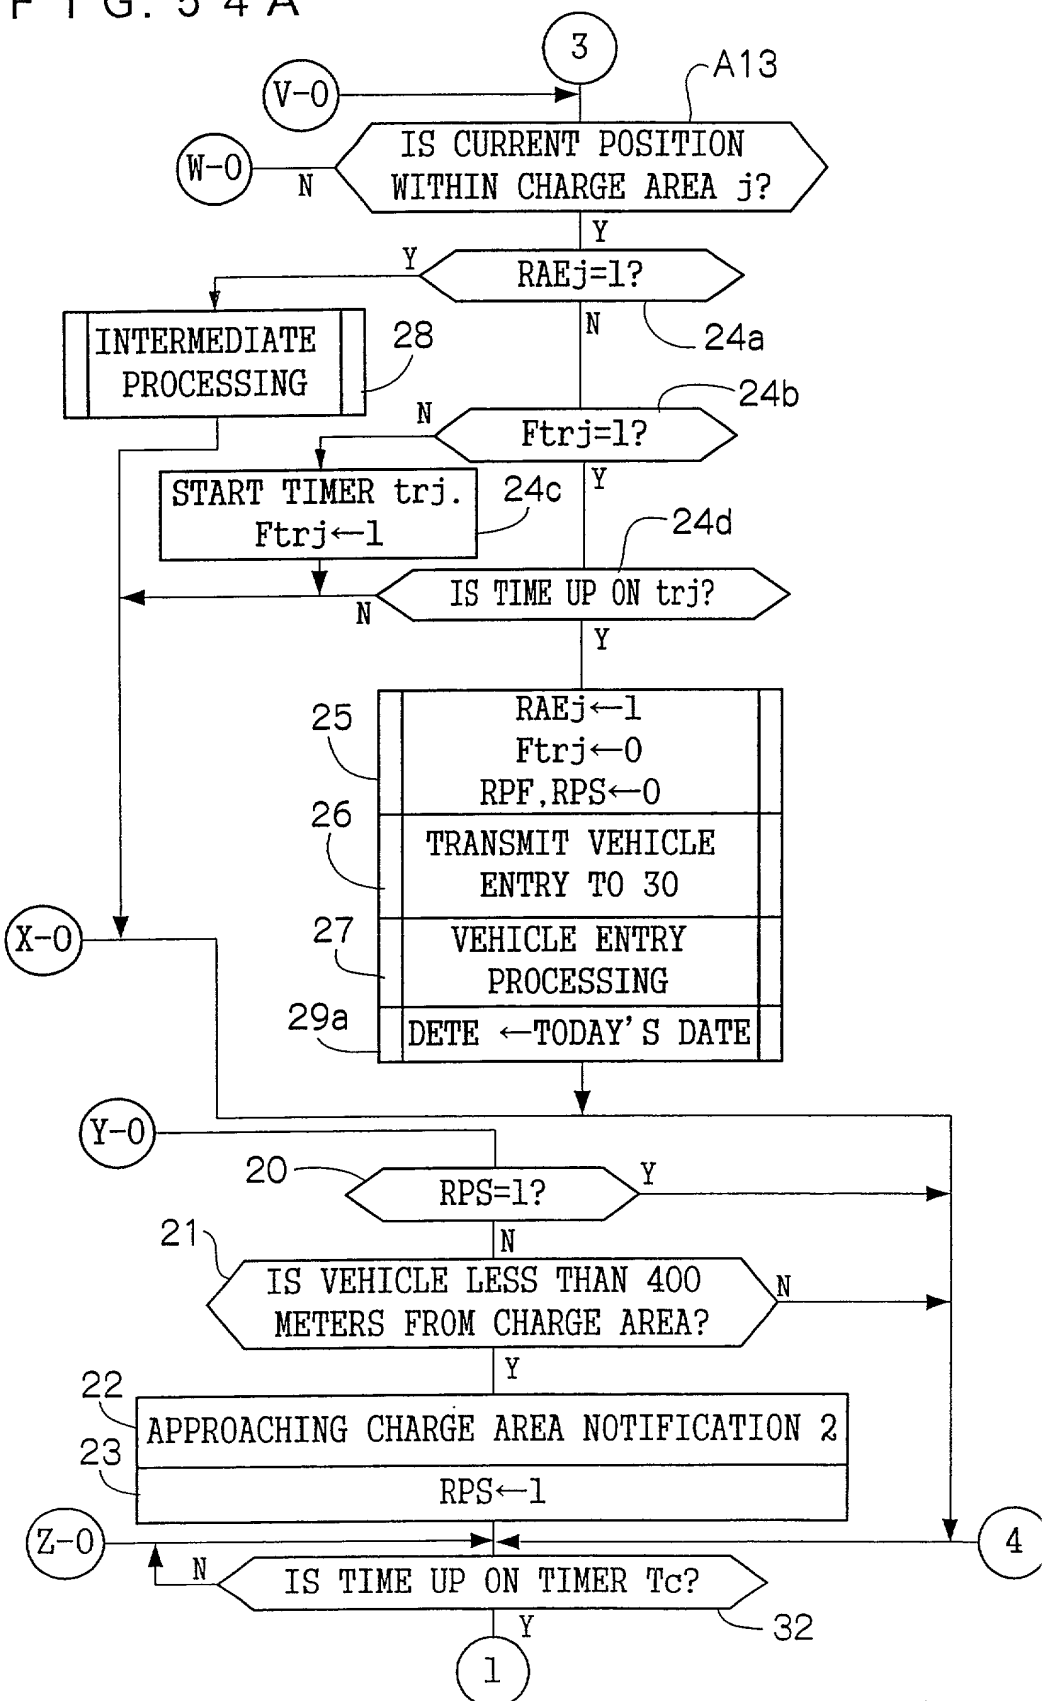 FIG. 54A
3
V-0
A13
IS CURRENT POSITION
WITHIN CHARGE AREA j?
W-0
N
Y
Y
RAEj=1?
24a
N
INTERMEDIATE
PROCESSING
28
24b
N
Ftrj=1?
Y
START TIMER trj.
Ftrj←1
24c
24d
IS TIME UP ON trj?
N
Y
25
RAEj←1
Ftrj←0
RPF,RPS←0
26
TRANSMIT VEHICLE
ENTRY TO 30
X-0
27
VEHICLE ENTRY
PROCESSING
29a
DETE ←TODAY'S DATE
Y-0
20
RPS=1?
Y
N
21
IS VEHICLE LESS THAN 400
METERS FROM CHARGE AREA?
N
Y
22
APPROACHING CHARGE AREA NOTIFICATION 2
23
RPS←1
Z-0
4
N
IS TIME UP ON TIMER Tc?
32
Y
1